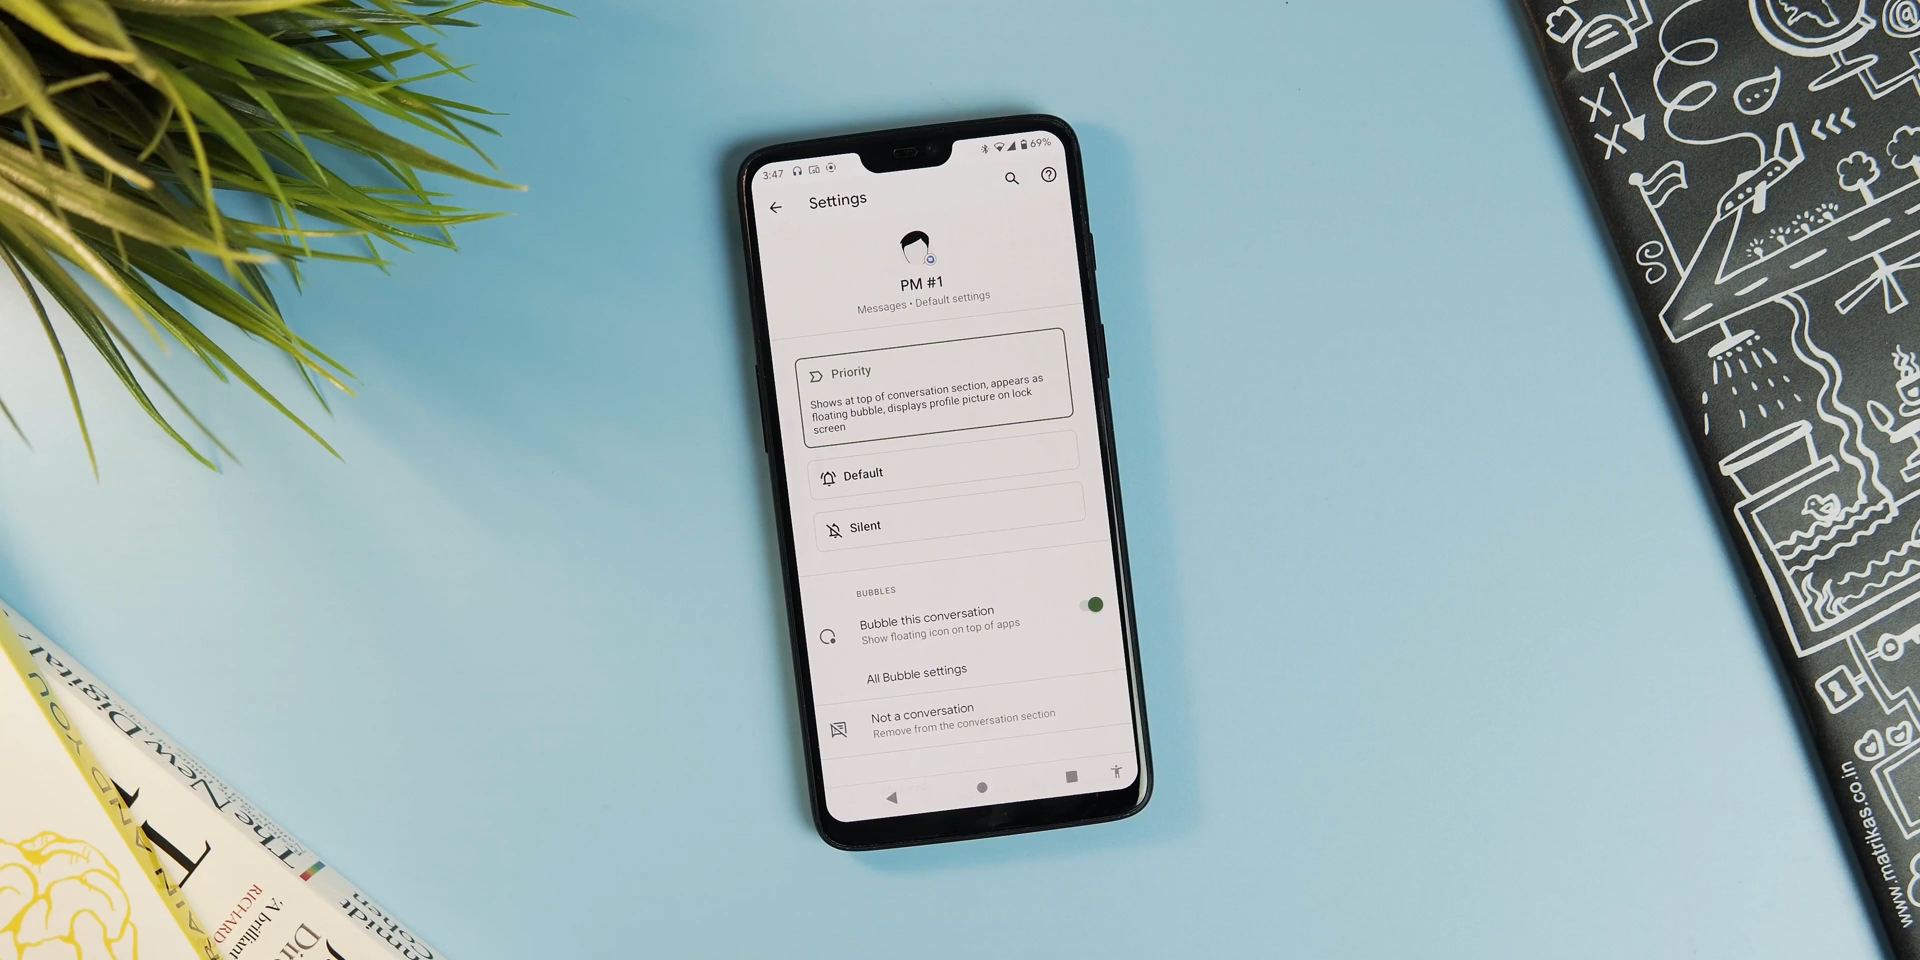 3:47
69%
Settings
PM #1
Messages • Default settings
Priority
Shows at top of conversation section, appears as
floating bubble, displays profile picture on lock
screen
Default
Silent
BUBBLES
Bubble this conversation
Show floating icon on top of apps
All Bubble settings
Not a conversation
Remove from the conversation section
The New Digital
Cohen
YOU
AND
T
RICHARD
'A brilliant
www.matrikas.co.in